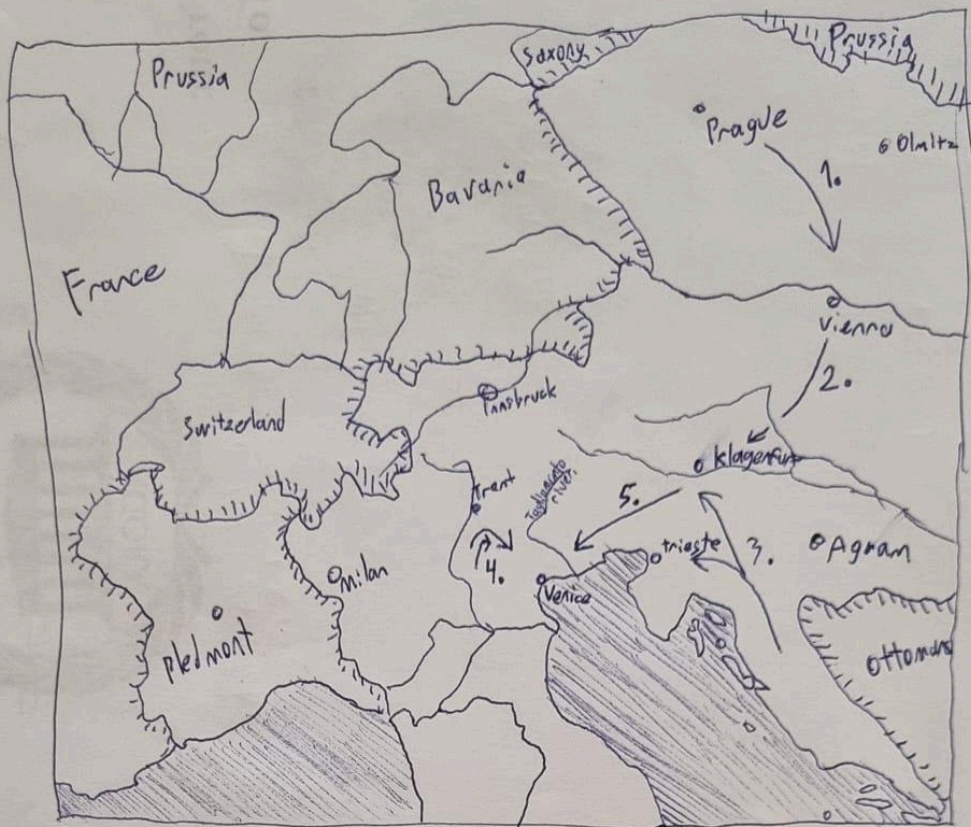 Prussia
Saxony
Prussia
Prague
Olmitz
1.
Bavaria
France
Vienna
2.
Innsbruck
Switzerland
Klagenfurt
Trent
river
5.
3.
Trieste
Agram
4.
Milan
Venice
Piedmont
Ottomans